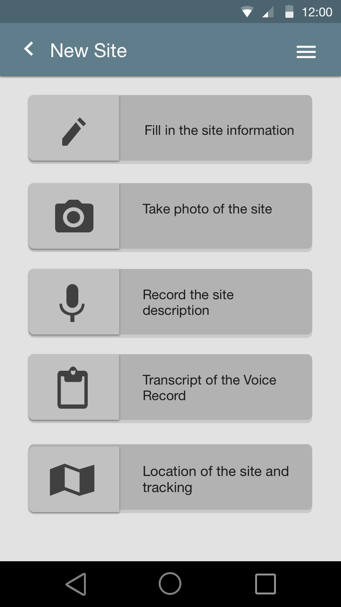 12:00
New Site
Fill in the site information
Take photo of the site
Record the site
description
Transcript of the Voice
Record
Location of the site and
tracking